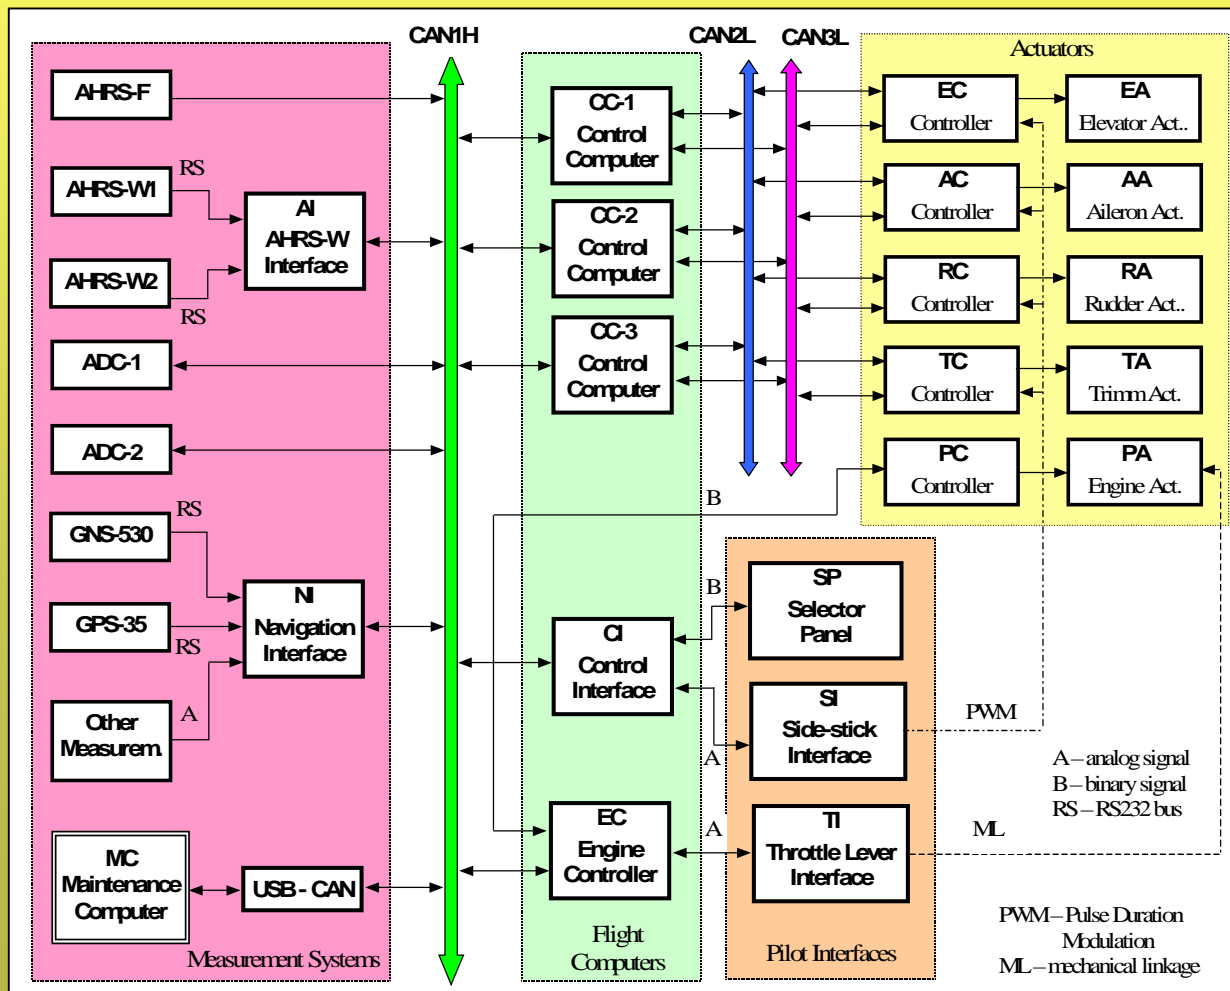 CAN1H
CAN2L
CAN3L
Actuators
AHRS-F
RS
AHRS-W1
AI
AHRS-W
Interface
AHRS-W2
RS
ADC-1
ADC-2
RS
GNS-530
NI
Navigation
Interface
GPS-35
RS
A
Other
Measurem.
MC
Maintenance
Computer
USB - CAN
Measurement Systems
CC-1
Control
Computer
CC-2
Control
Computer
CC-3
Control
Computer
B
CI
Control
Interface
EC
Engine
Controller
Flight
Computers
B
A
A
SP
Selector
Panel
SI
Side-stick
Interface
TI
Throttle Lever
Interface
Pilot Interfaces
EC
Controller
EA
Elevator Act..
AC
Controller
AA
Aileron Act.
RC
Controller
RA
Rudder Act..
TC
Controller
TA
Trimm Act.
PC
Controller
PA
Engine Act.
PWM
A – analog signal
B – binary signal
RS – RS232 bus
ML
PWM – Pulse Duration
Modulation
ML – mechanical linkage